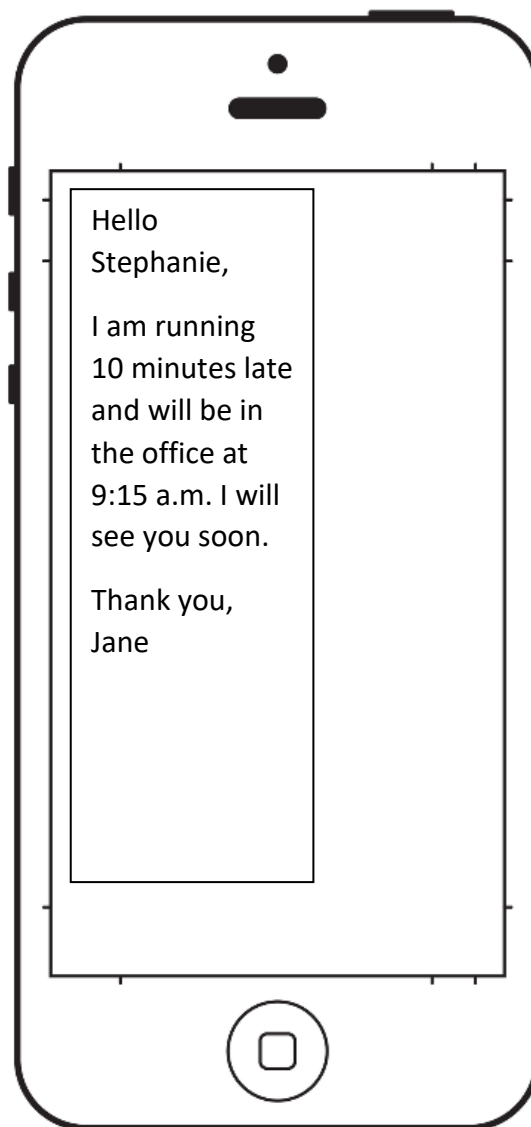 Hello
Stephanie,
I am running
10 minutes late
and will be in
the office at
9:15 a.m. I will
see you soon.
Thank you,
Jane